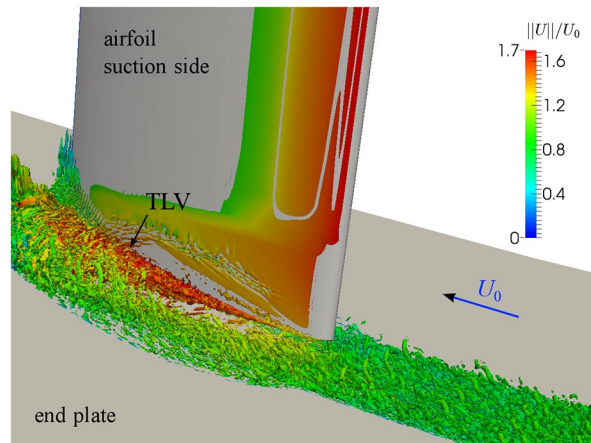 airfoil
suction side
||U||/U₀
1.7
1.6
1.2
0.8
0.4
0
TLV
U₀
end plate